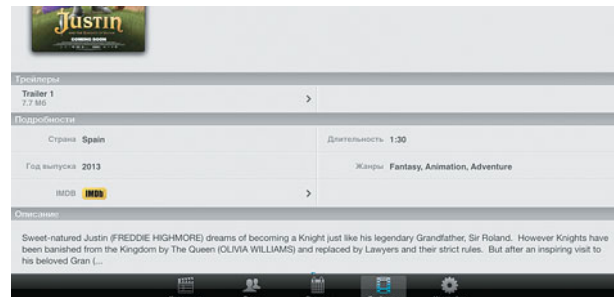 JUSTIN
COMING SOON
Трейлеры
Trailer 1
7.7 Мб
Подробности
Страна Spain
Длительность 1:30
Год выпуска 2013
Жанры Fantasy, Animation, Adventure
IMDB IMDb
Описание
Sweet-natured Justin (FREDDIE HIGHMORE) dreams of becoming a Knight just like his legendary Grandfather, Sir Roland. However Knights have
been banished from the Kingdom by The Queen (OLIVIA WILLIAMS) and replaced by Lawyers and their strict rules. But after an inspiring visit to
his beloved Gran (...